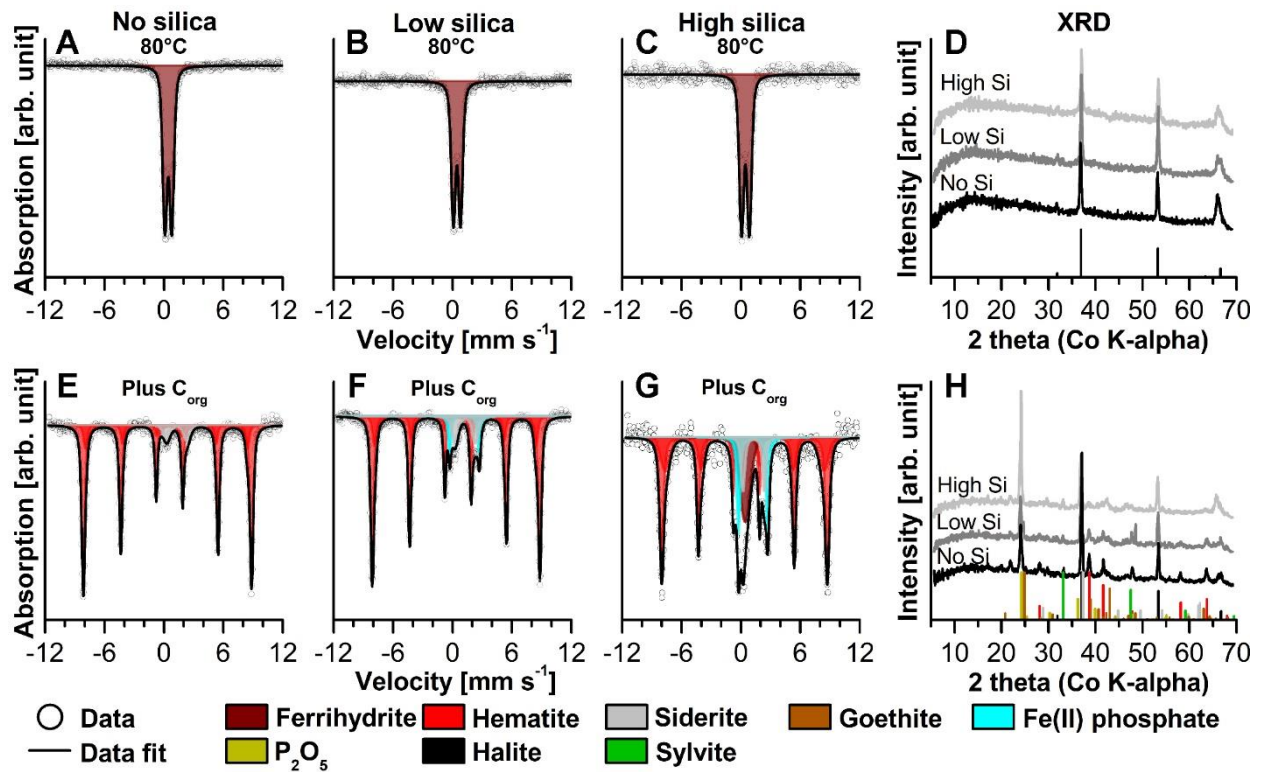 No silica
Low silica
High silica
XRD
A
80°C
B
80°C
C
80°C
D
High Si
Low Si
No Si
Absorption [arb. unit]
Intensity [arb. unit]
-12 -6 0 6 12
-12 -6 0 6 12
-12 -6 0 6 12
10 20 30 40 50 60 70
Velocity [mm s⁻¹]
2 theta (Co K-alpha)
E
Plus Corg
F
Plus Corg
G
Plus Corg
H
High Si
Low Si
No Si
Absorption [arb. unit]
Intensity [arb. unit]
-12 -6 0 6 12
-12 -6 0 6 12
-12 -6 0 6 12
10 20 30 40 50 60 70
Velocity [mm s⁻¹]
2 theta (Co K-alpha)
Data
Ferrihydrite
Hematite
Siderite
Goethite
Fe(II) phosphate
Data fit
P₂O₅
Halite
Sylvite